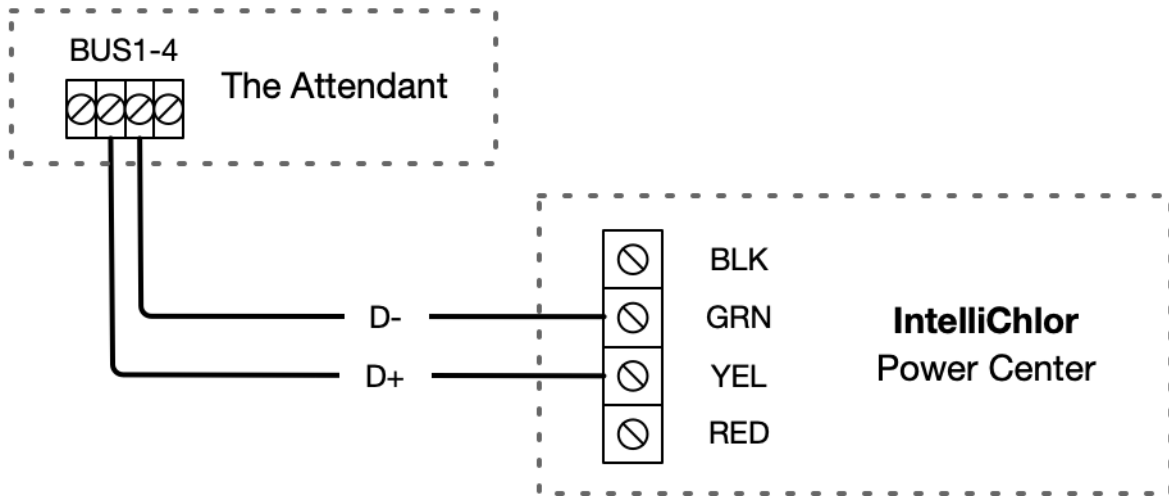 BUS1-4
The Attendant
BLK
D-
GRN
IntelliChlor
D+
YEL
Power Center
RED